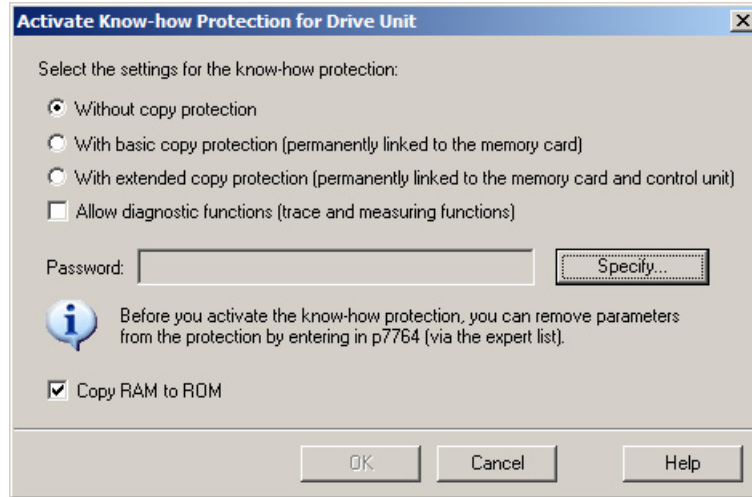 Activate Know-how Protection for Drive Unit
Select the settings for the know-how protection:
Without copy protection
With basic copy protection (permanently linked to the memory card)
With extended copy protection (permanently linked to the memory card and control unit)
Allow diagnostic functions (trace and measuring functions)
Password: Specify...
Before you activate the know-how protection, you can remove parameters
from the protection by entering in p7764 (via the expert list).
Copy RAM to ROM
OK Cancel Help